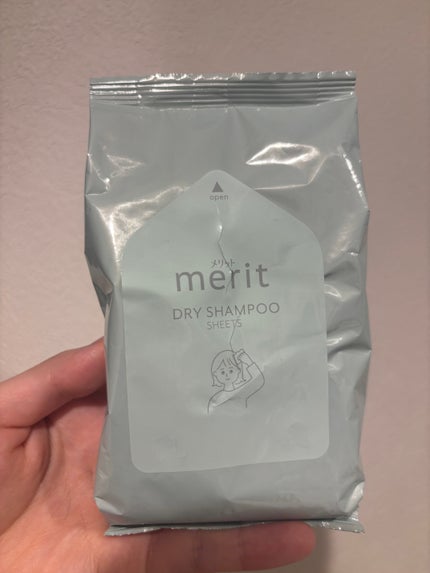 open
メリット
merit
DRY SHAMPOO
SHEETS